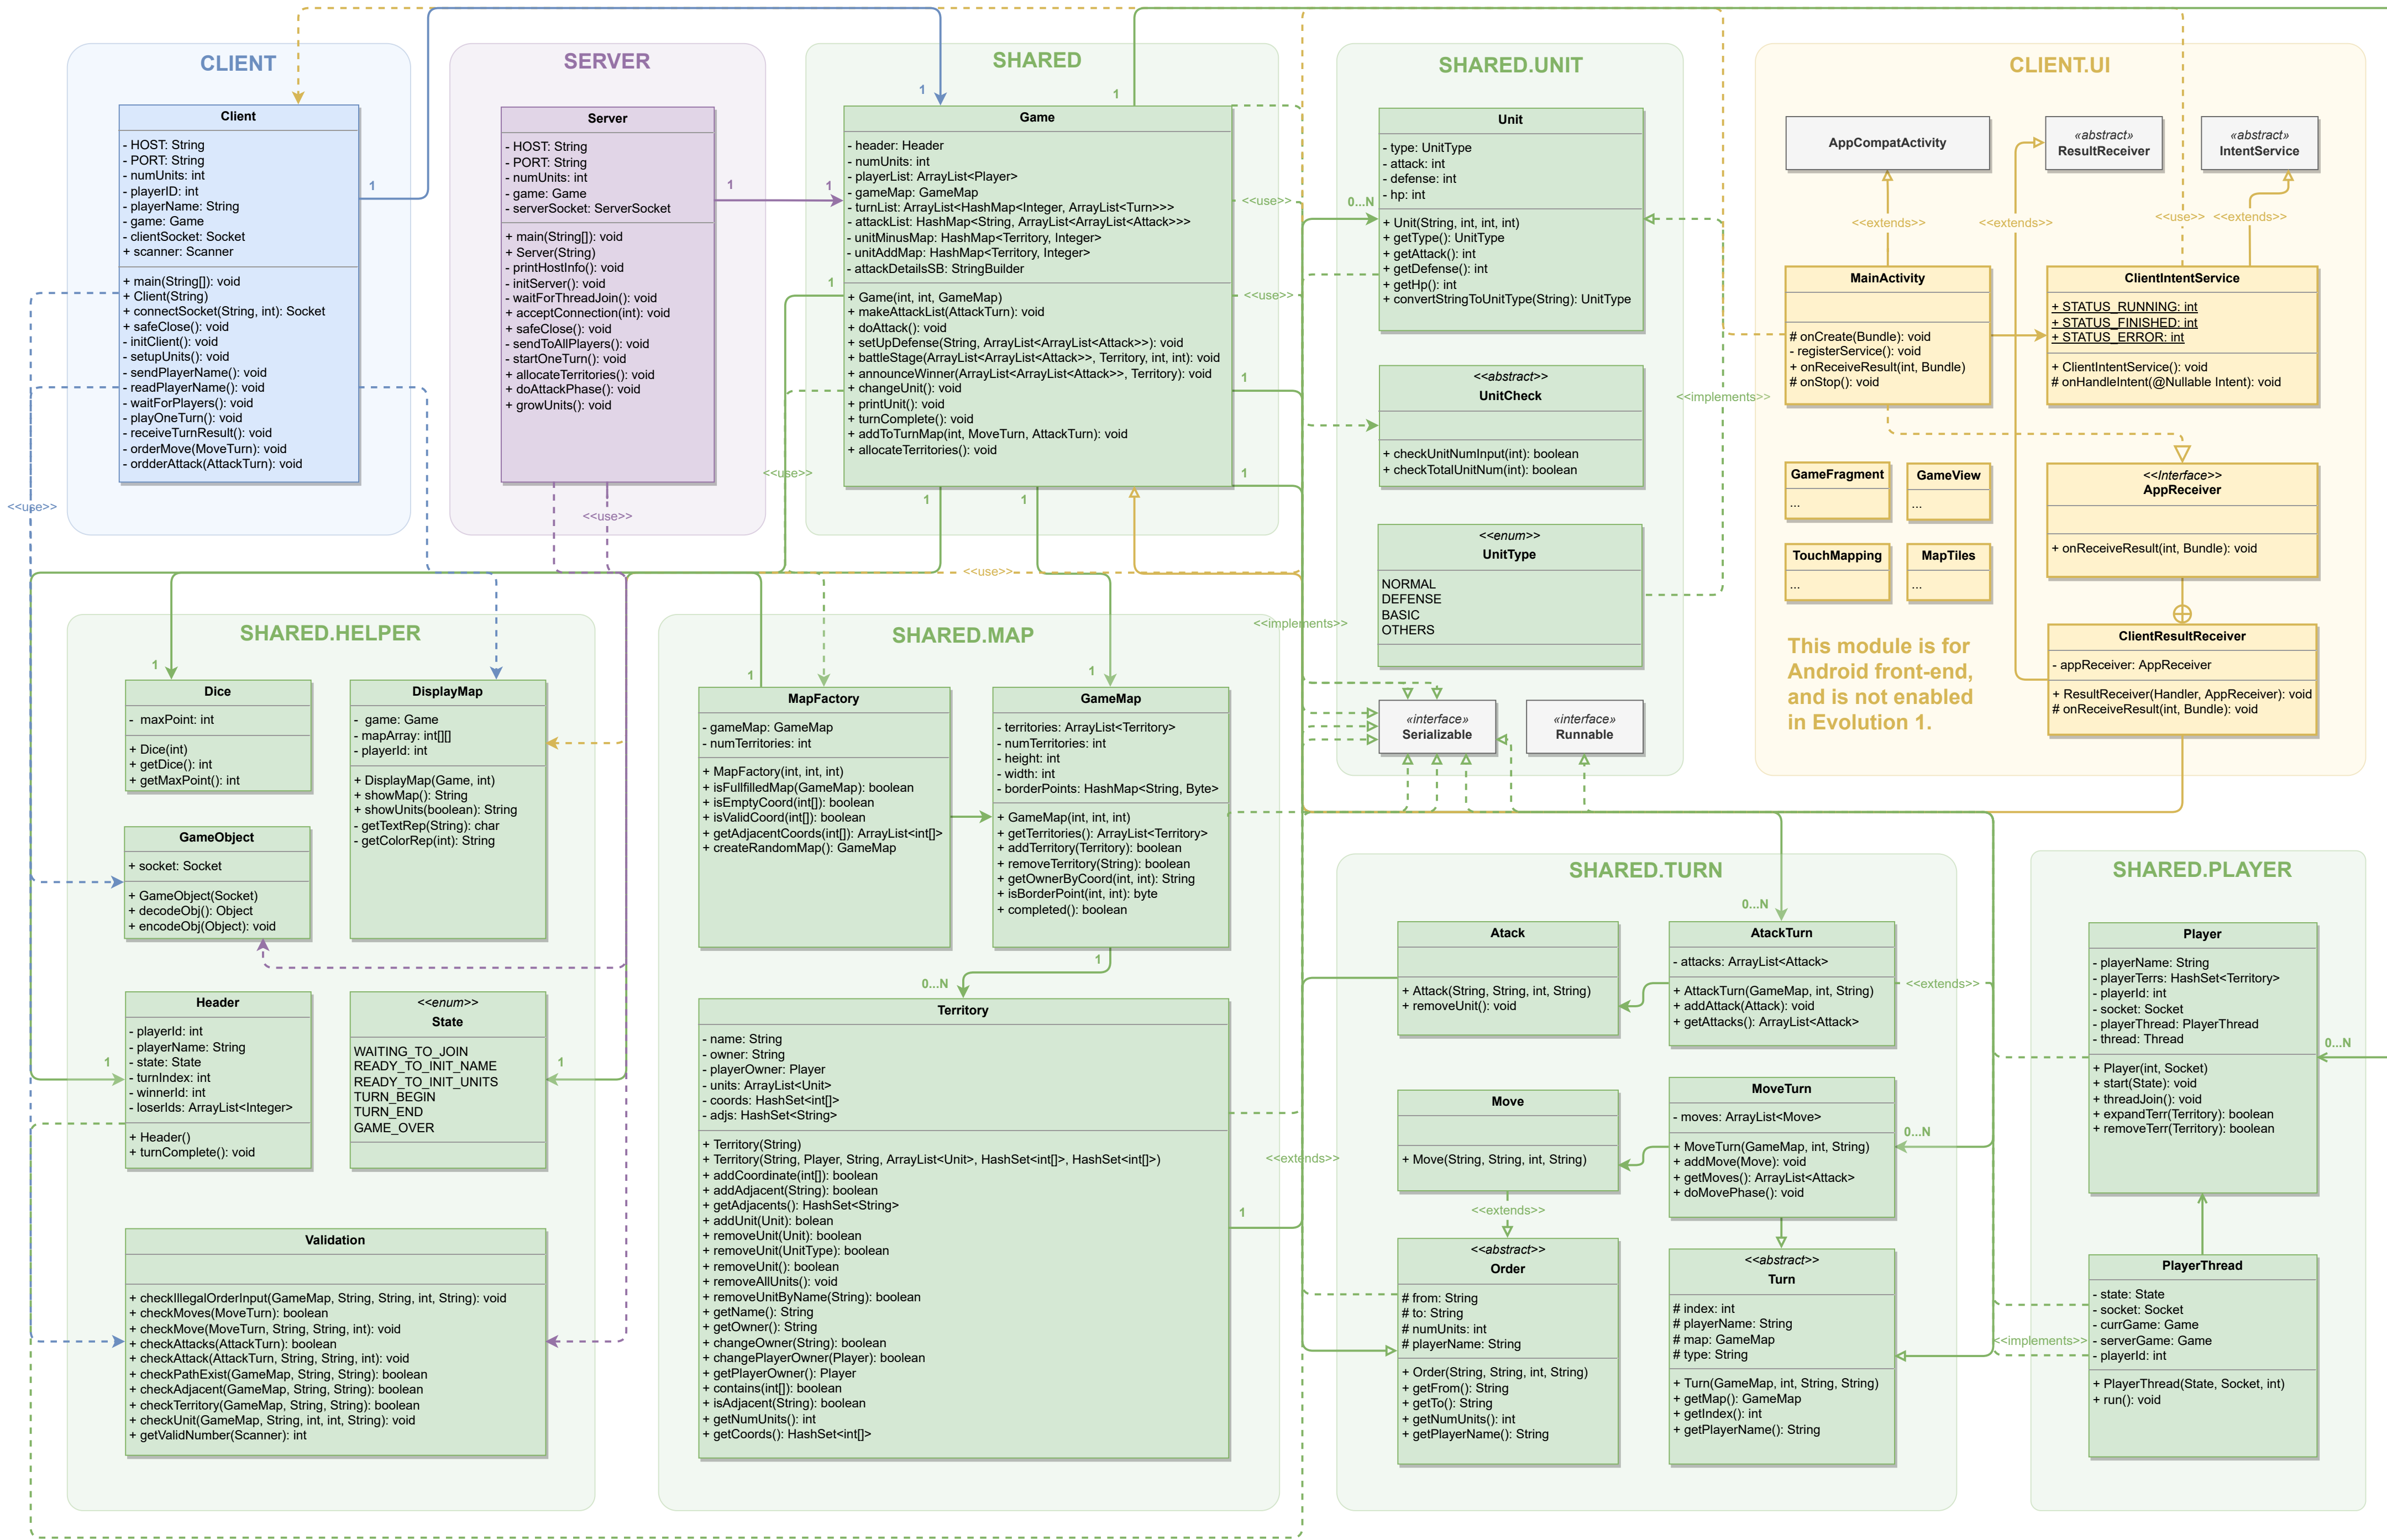 CLIENT
Client
- HOST: String
- PORT: String
- numUnits: int
- playerID: int
- playerName: String
- game: Game
- clientSocket: Socket
+ scanner: Scanner
+ main(String[]): void
+ Client(String)
+ connectSocket(String, int): Socket
+ safeClose(): void
- initClient(): void
- setupUnits(): void
- sendPlayerName(): void
- readPlayerName(): void
- waitForPlayers(): void
- playOneTurn(): void
- receiveTurnResult(): void
- orderMove(MoveTurn): void
- ordderAttack(AttackTurn): void
1
<<use>>
SERVER
Server
- HOST: String
- PORT: String
- numUnits: int
- game: Game
- serverSocket: ServerSocket
+ main(String[]): void
+ Server(String)
- printHostInfo(): void
- initServer(): void
- waitForThreadJoin(): void
+ acceptConnection(int): void
+ safeClose(): void
- sendToAllPlayers(): void
- startOneTurn(): void
+ allocateTerritories(): void
+ doAttackPhase(): void
+ growUnits(): void
1
<<use>>
SHARED
1
1
1
Game
- header: Header
- numUnits: int
- playerList: ArrayList<Player>
- gameMap: GameMap
- turnList: ArrayList<HashMap<Integer, ArrayList<Turn>>>
- attackList: HashMap<String, ArrayList<ArrayList<Attack>>>
- unitMinusMap: HashMap<Territory, Integer>
- unitAddMap: HashMap<Territory, Integer>
- attackDetailsSB: StringBuilder
+ Game(int, int, GameMap)
+ makeAttackList(AttackTurn): void
+ doAttack(): void
+ setUpDefense(String, ArrayList<ArrayList<Attack>>): void
+ battleStage(ArrayList<ArrayList<Attack>>, Territory, int, int): void
+ announceWinner(ArrayList<ArrayList<Attack>>, Territory): void
+ changeUnit(): void
+ printUnit(): void
+ turnComplete(): void
+ addToTurnMap(int, MoveTurn, AttackTurn): void
+ allocateTerritories(): void
1
<<use>>
<<use>>
<<use>>
1
1
1
1
<<use>>
SHARED.UNIT
0...N
Unit
- type: UnitType
- attack: int
- defense: int
- hp: int
+ Unit(String, int, int, int)
+ getType(): UnitType
+ getAttack(): int
+ getDefense(): int
+ getHp(): int
+ convertStringToUnitType(String): UnitType
<<abstract>>
UnitCheck
+ checkUnitNumInput(int): boolean
+ checkTotalUnitNum(int): boolean
<<implements>>
<<enum>>
UnitType
NORMAL
DEFENSE
BASIC
OTHERS
<<implements>>
«interface»
Serializable
«interface»
Runnable
CLIENT.UI
AppCompatActivity
«abstract»
ResultReceiver
«abstract»
IntentService
<<extends>>
<<extends>>
<<use>>
<<extends>>
MainActivity
# onCreate(Bundle): void
- registerService(): void
+ onReceiveResult(int, Bundle)
# onStop(): void
ClientIntentService
+ STATUS_RUNNING: int
+ STATUS_FINISHED: int
+ STATUS_ERROR: int
+ ClientIntentService(): void
# onHandleIntent(@Nullable Intent): void
GameFragment
...
GameView
...
TouchMapping
...
MapTiles
...
<<Interface>>
AppReceiver
+ onReceiveResult(int, Bundle): void
ClientResultReceiver
- appReceiver: AppReceiver
+ ResultReceiver(Handler, AppReceiver): void
# onReceiveResult(int, Bundle): void
This module is for
Android front-end,
and is not enabled
in Evolution 1.
SHARED.HELPER
1
Dice
- maxPoint: int
+ Dice(int)
+ getDice(): int
+ getMaxPoint(): int
DisplayMap
- game: Game
- mapArray: int[][]
- playerId: int
+ DisplayMap(Game, int)
+ showMap(): String
+ showUnits(boolean): String
- getTextRep(String): char
- getColorRep(int): String
GameObject
+ socket: Socket
+ GameObject(Socket)
+ decodeObj(): Object
+ encodeObj(Object): void
1
Header
- playerId: int
- playerName: String
- state: State
- turnIndex: int
- winnerId: int
- loserIds: ArrayList<Integer>
+ Header()
+ turnComplete(): void
<<enum>>
State
WAITING_TO_JOIN
READY_TO_INIT_NAME
READY_TO_INIT_UNITS
TURN_BEGIN
TURN_END
GAME_OVER
1
Validation
+ checkIllegalOrderInput(GameMap, String, String, int, String): void
+ checkMoves(MoveTurn): boolean
+ checkMove(MoveTurn, String, String, int): void
+ checkAttacks(AttackTurn): boolean
+ checkAttack(AttackTurn, String, String, int): void
+ checkPathExist(GameMap, String, String): boolean
+ checkAdjacent(GameMap, String, String): boolean
+ checkTerritory(GameMap, String, String): boolean
+ checkUnit(GameMap, String, int, int, String): void
+ getValidNumber(Scanner): int
SHARED.MAP
1
1
MapFactory
- gameMap: GameMap
- numTerritories: int
+ MapFactory(int, int, int)
+ isFullfilledMap(GameMap): boolean
+ isEmptyCoord(int[]): boolean
+ isValidCoord(int[]): boolean
+ getAdjacentCoords(int[]): ArrayList<int[]>
+ createRandomMap(): GameMap
GameMap
- territories: ArrayList<Territory>
- numTerritories: int
- height: int
- width: int
- borderPoints: HashMap<String, Byte>
+ GameMap(int, int, int)
+ getTerritories(): ArrayList<Territory>
+ addTerritory(Territory): boolean
+ removeTerritory(String): boolean
+ getOwnerByCoord(int, int): String
+ isBorderPoint(int, int): byte
+ completed(): boolean
1
0...N
Territory
- name: String
- owner: String
- playerOwner: Player
- units: ArrayList<Unit>
- coords: HashSet<int[]>
- adjs: HashSet<String>
+ Territory(String)
+ Territory(String, Player, String, ArrayList<Unit>, HashSet<int[]>, HashSet<int[]>)
+ addCoordinate(int[]): boolean
+ addAdjacent(String): boolean
+ getAdjacents(): HashSet<String>
+ addUnit(Unit): bolean
+ removeUnit(Unit): boolean
+ removeUnit(UnitType): boolean
+ removeUnit(): boolean
+ removeAllUnits(): void
+ removeUnitByName(String): boolean
+ getName(): String
+ getOwner(): String
+ changeOwner(String): boolean
+ changePlayerOwner(Player): boolean
+ getPlayerOwner(): Player
+ contains(int[]): boolean
+ isAdjacent(String): boolean
+ getNumUnits(): int
+ getCoords(): HashSet<int[]>
<<extends>>
1
SHARED.TURN
0...N
Atack
+ Attack(String, String, int, String)
+ removeUnit(): void
AtackTurn
- attacks: ArrayList<Attack>
+ AttackTurn(GameMap, int, String)
+ addAttack(Attack): void
+ getAttacks(): ArrayList<Attack>
<<extends>>
Move
+ Move(String, String, int, String)
MoveTurn
- moves: ArrayList<Move>
+ MoveTurn(GameMap, int, String)
+ addMove(Move): void
+ getMoves(): ArrayList<Attack>
+ doMovePhase(): void
0...N
<<extends>>
<<abstract>>
Order
# from: String
# to: String
# numUnits: int
# playerName: String
+ Order(String, String, int, String)
+ getFrom(): String
+ getTo(): String
+ getNumUnits(): int
+ getPlayerName(): String
<<abstract>>
Turn
# index: int
# playerName: String
# map: GameMap
# type: String
+ Turn(GameMap, int, String, String)
+ getMap(): GameMap
+ getIndex(): int
+ getPlayerName(): String
SHARED.PLAYER
Player
- playerName: String
- playerTerrs: HashSet<Territory>
- playerId: int
- socket: Socket
- playerThread: PlayerThread
- thread: Thread
+ Player(int, Socket)
+ start(State): void
+ threadJoin(): void
+ expandTerr(Territory): boolean
+ removeTerr(Territory): boolean
0...N
PlayerThread
- state: State
- socket: Socket
- currGame: Game
- serverGame: Game
- playerId: int
+ PlayerThread(State, Socket, int)
+ run(): void
<<implements>>